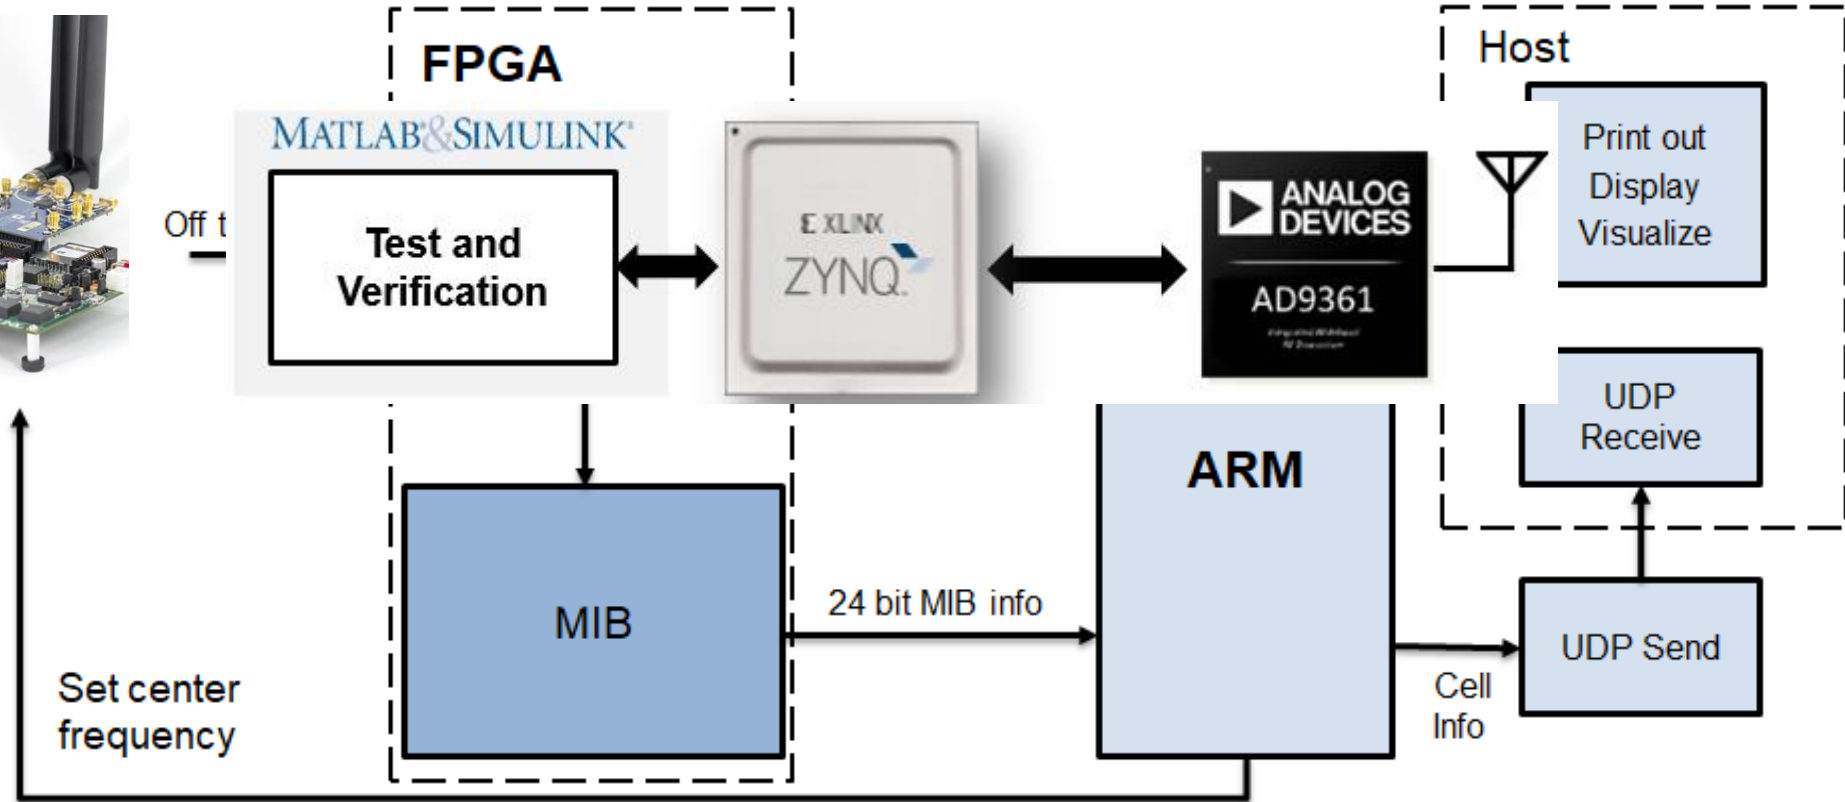 FPGA
Host
MATLAB&SIMULINK
Test and
Verification
Off t
XILINX
ZYNQ.
ANALOG
DEVICES
AD9361
Print out
Display
Visualize
UDP
Receive
ARM
MIB
24 bit MIB info
UDP Send
Cell
Info
Set center
frequency